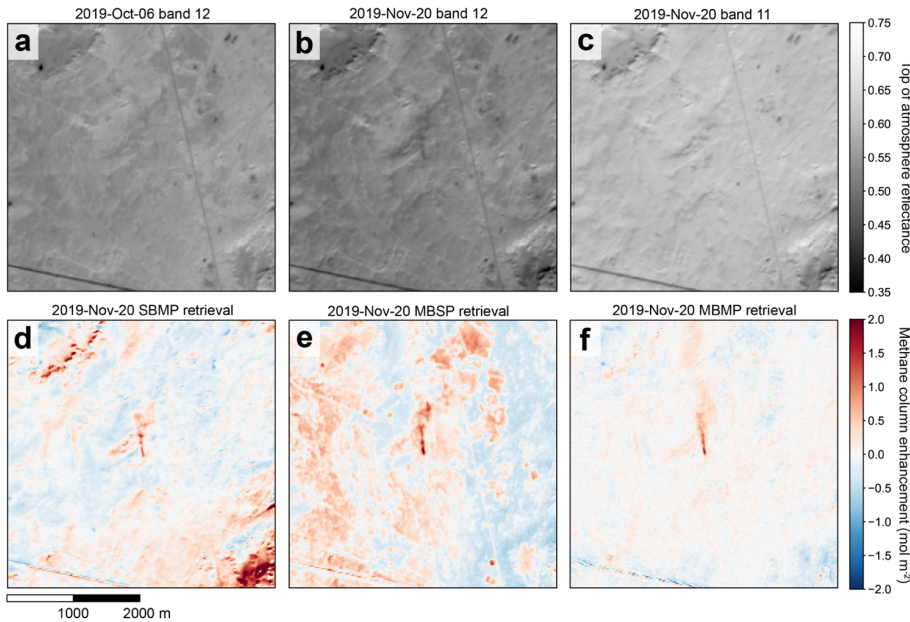 2019-Oct-06 band 12
2019-Nov-20 band 12
2019-Nov-20 band 11
a
b
c
0.75
0.70
0.65
0.60
0.55
0.50
0.45
0.40
0.35
Top of atmosphere reflectance
2019-Nov-20 SBMP retrieval
2019-Nov-20 MBSP retrieval
2019-Nov-20 MBMP retrieval
d
e
f
2.0
1.5
1.0
0.5
0.0
−0.5
−1.0
−1.5
−2.0
Methane column enhancement (mol m⁻²)
1000
2000 m